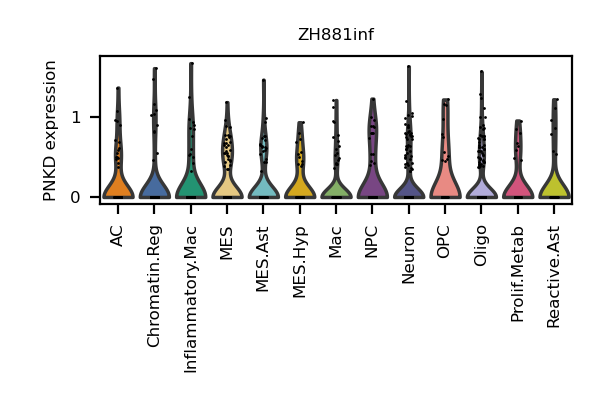 ZH881inf
PNKD expression
1
0
AC
Chromatin.Reg
Inflammatory.Mac
MES
MES.Ast
MES.Hyp
Mac
NPC
Neuron
OPC
Oligo
Prolif.Metab
Reactive.Ast